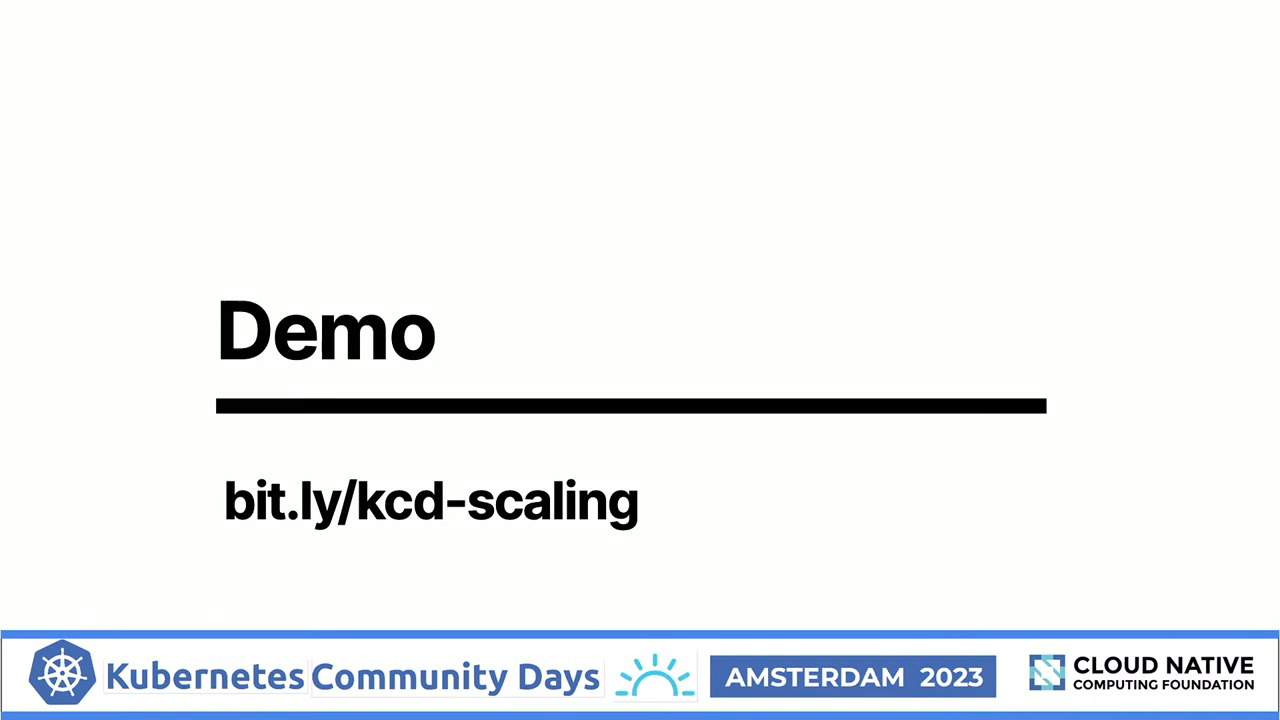 Demo
bit.ly/kcd-scaling
Kubernetes Community Days AMSTERDAM 2023 CLOUD NATIVE
COMPUTING FOUNDATION